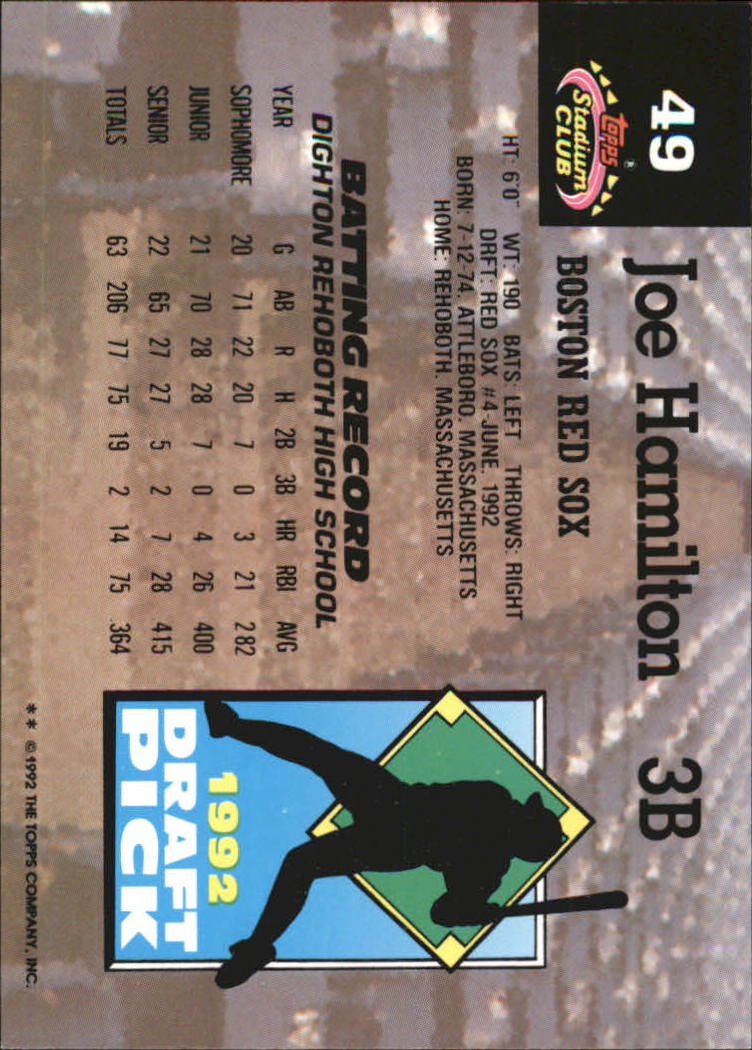 49
Joe Hamilton 3B
topps®
Stadium
CLUB
BOSTON RED SOX
HT: 6'0" WT: 190 BATS: LEFT THROWS: RIGHT
DRFT: RED SOX #4-JUNE, 1992
BORN: 7-12-74, ATTLEBORO, MASSACHUSETTS
HOME: REHOBOTH, MASSACHUSETTS
BATTING RECORD
DIGHTON REHOBOTH HIGH SCHOOL
YEAR G AB R H 2B 3B HR RBI AVG
SOPHOMORE 20 71 22 20 7 0 3 21 .282
JUNIOR 21 70 28 28 7 0 4 26 .400
SENIOR 22 65 27 27 5 2 7 28 .415
TOTALS 63 206 77 75 19 2 14 75 .364
1992
DRAFT
PICK
** © 1992 THE TOPPS COMPANY, INC.